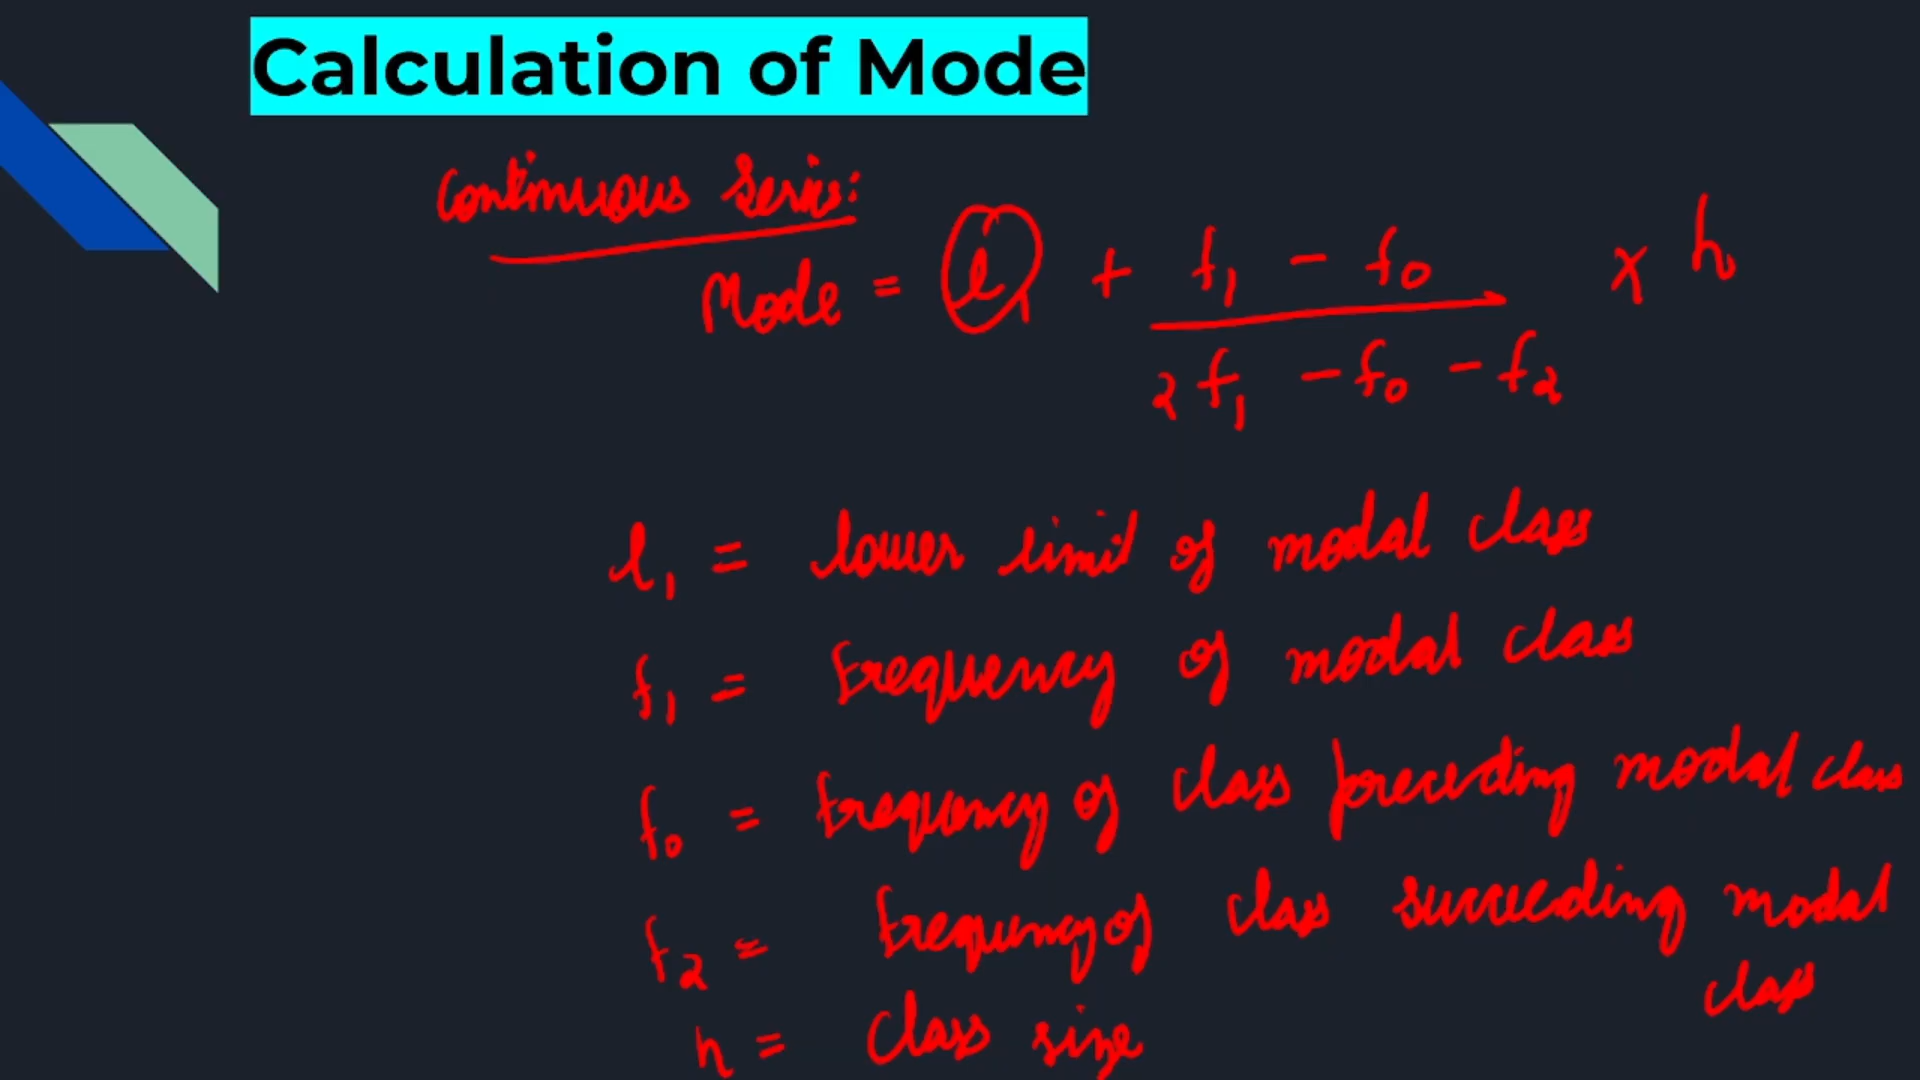 Calculation of Mode
Continuous Series:
Mode = l₁ + f₁ - f₀ / 2f₁ - f₀ - f₂ × h
l₁ = lower limit of modal class
f₁ = frequency of modal class
f₀ = frequency of class preceding modal class
f₂ = frequency of class succeeding modal
class
h = class size